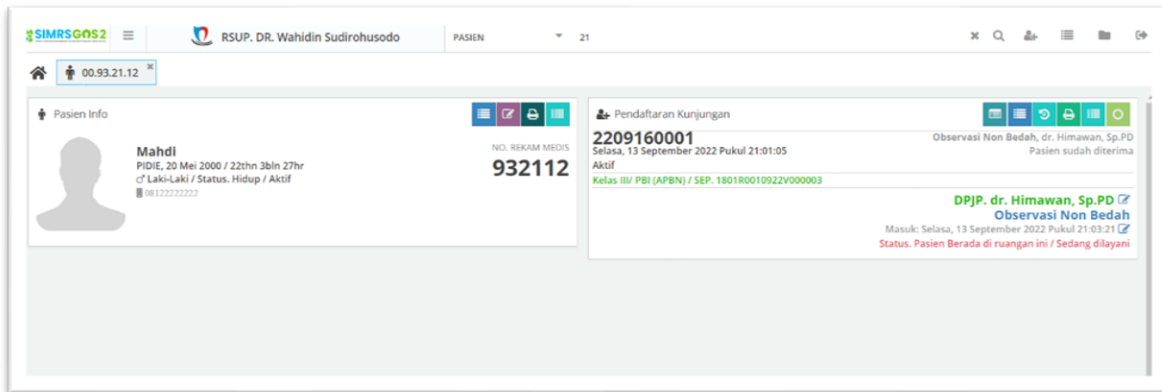 SIMRSGOS2
RSUP. DR. Wahidin Sudirohusodo
PASIEN
21
00.93.21.12
Pasien Info
Mahdi
PIDIE, 20 Mei 2000 / 22thn 3bln 27hr
Laki-Laki / Status. Hidup / Aktif
08122222222
NO. REKAM MEDIS
932112
Pendaftaran Kunjungan
2209160001
Selasa, 13 September 2022 Pukul 21:01:05
Aktif
Observasi Non Bedah, dr. Himawan, Sp.PD
Pasien sudah diterima
Kelas III/ PBI (APBN) / SEP. 1801R0010922V000003
DPJP. dr. Himawan, Sp.PD
Observasi Non Bedah
Masuk: Selasa, 13 September 2022 Pukul 21:03:21
Status. Pasien Berada di ruangan ini / Sedang dilayani